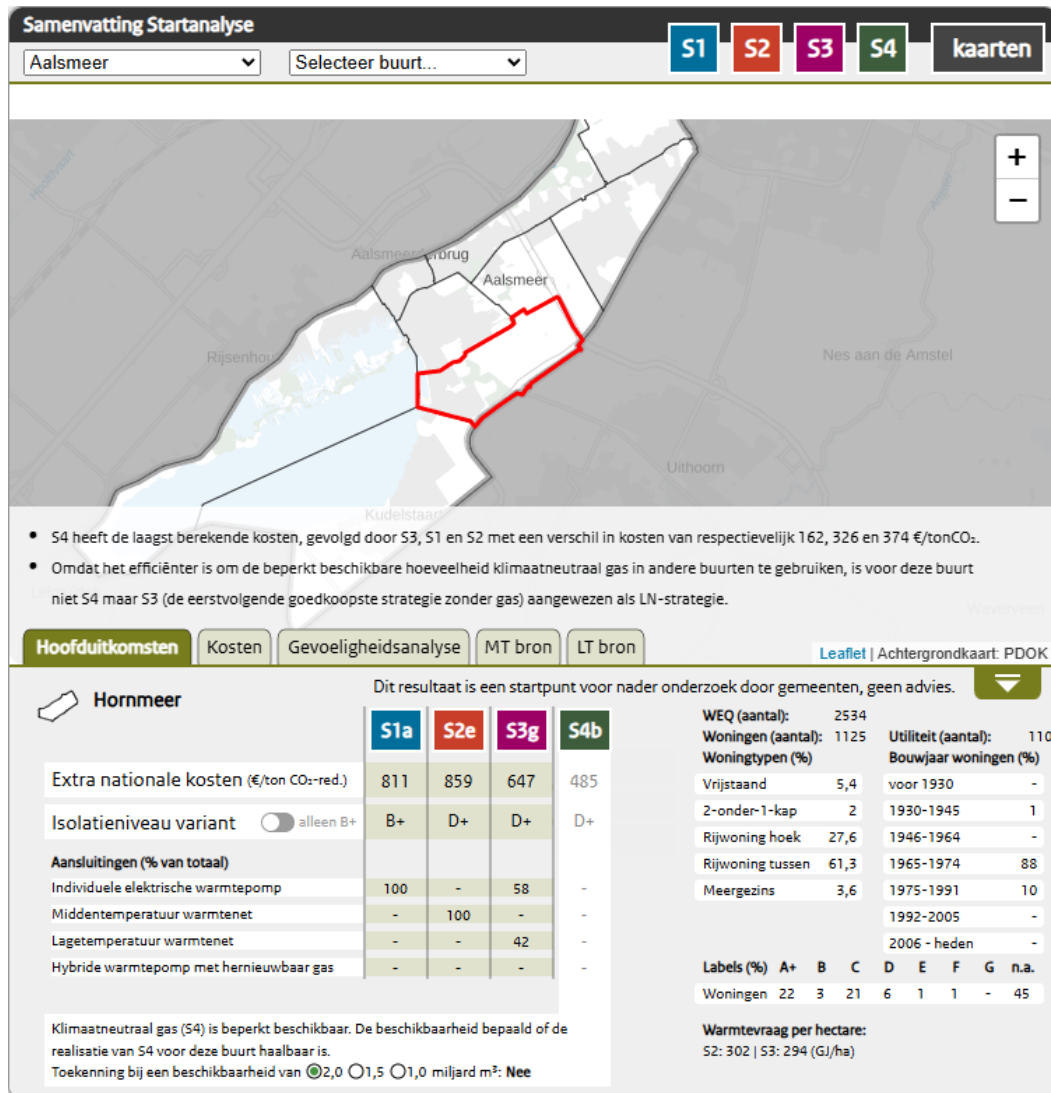 Samenvatting Startanalyse
Aalsmeer
Selecteer buurt...
S1 S2 S3 S4 kaarten
+
−
Aalsmeerderbrug
Aalsmeer
Rijsenhou
Nes aan de Amstel
Uithoorn
Kudelstaart
• S4 heeft de laagst berekende kosten, gevolgd door S3, S1 en S2 met een verschil in kosten van respectievelijk 162, 326 en 374 €/tonCO₂.
• Omdat het efficiënter is om de beperkt beschikbare hoeveelheid klimaatneutraal gas in andere buurten te gebruiken, is voor deze buurt
niet S4 maar S3 (de eerstvolgende goedkoopste strategie zonder gas) aangewezen als LN-strategie.
Hoofduitkomsten Kosten Gevoeligheidsanalyse MT bron LT bron
Leaflet | Achtergrondkaart: PDOK
Hornmeer
Dit resultaat is een startpunt voor nader onderzoek door gemeenten, geen advies.
S1a S2e S3g S4b
Extra nationale kosten (€/ton CO₂-red.) 811 859 647 485
Isolatieniveau variant alleen B+ B+ D+ D+ D+
Aansluitingen (% van totaal)
Individuele elektrische warmtepomp 100 - 58 -
Middentemperatuur warmtenet - 100 - -
Lagetemperatuur warmtenet - - 42 -
Hybride warmtepomp met hernieuwbaar gas - - - -
Klimaatneutraal gas (S4) is beperkt beschikbaar. De beschikbaarheid bepaald of de
realisatie van S4 voor deze buurt haalbaar is.
Toekenning bij een beschikbaarheid van 2,0 1,5 1,0 miljard m³: Nee
WEQ (aantal): 2534
Woningen (aantal): 1125 Utiliteit (aantal): 110
Woningtypen (%) Bouwjaar woningen (%)
Vrijstaand 5,4 voor 1930 -
2-onder-1-kap 2 1930-1945 1
Rijwoning hoek 27,6 1946-1964 -
Rijwoning tussen 61,3 1965-1974 88
Meergezins 3,6 1975-1991 10
1992-2005 -
2006 - heden -
Labels (%) A+ B C D E F G n.a.
Woningen 22 3 21 6 1 1 - 45
Warmtevraag per hectare:
S2: 302 | S3: 294 (GJ/ha)